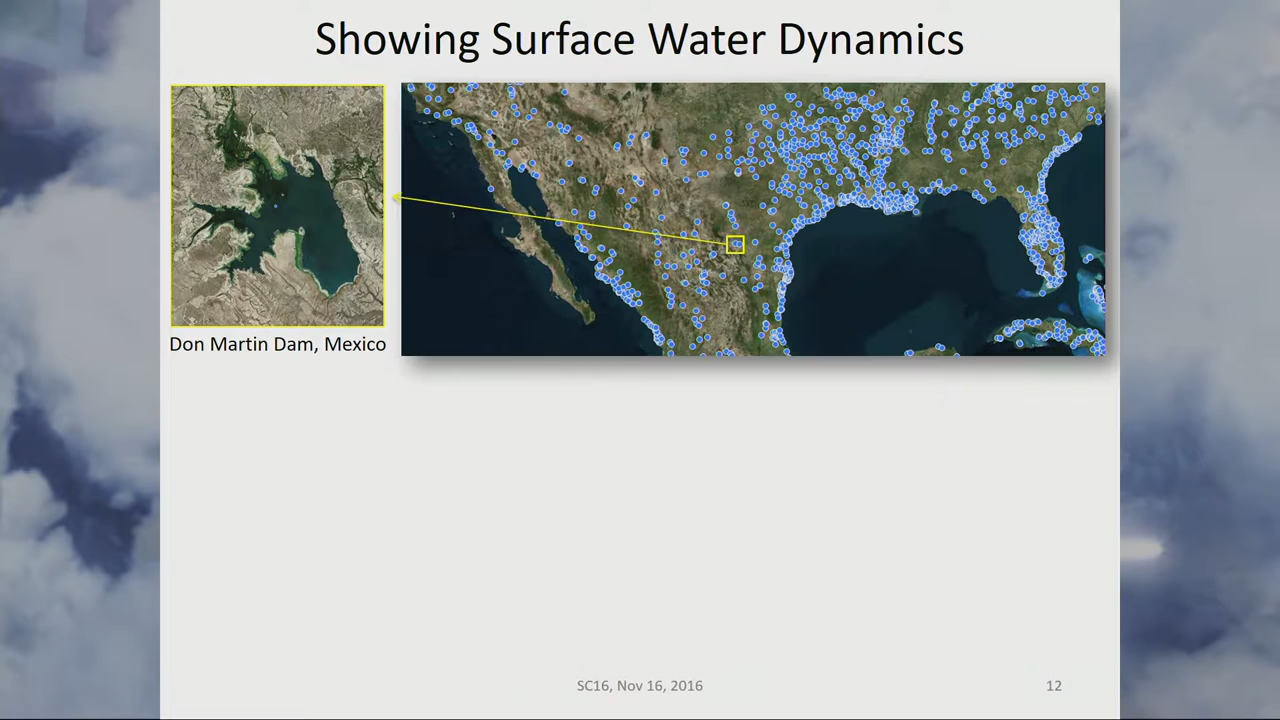 Showing Surface Water Dynamics
Don Martin Dam, Mexico
SC16, Nov 16, 2016
12